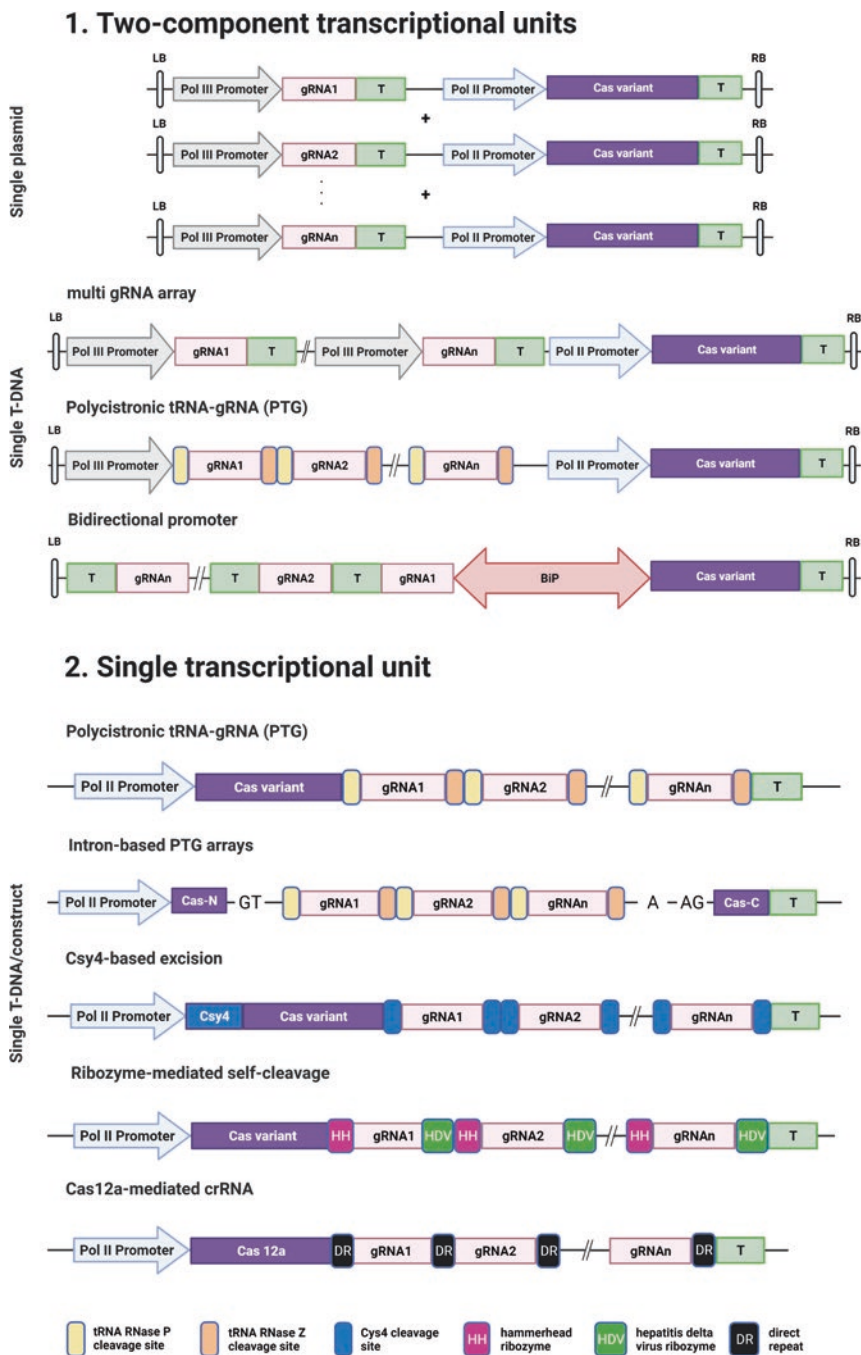 1. Two-component transcriptional units
Single plasmid
LB RB
Pol III Promoter gRNA1 T Pol II Promoter Cas variant T
+
LB RB
Pol III Promoter gRNA2 T Pol II Promoter Cas variant T
+
LB RB
Pol III Promoter gRNAn T Pol II Promoter Cas variant T
Single T-DNA
multi gRNA array
LB RB
Pol III Promoter gRNA1 T // Pol III Promoter gRNAn T Pol II Promoter Cas variant T
Polycistronic tRNA-gRNA (PTG)
LB RB
Pol III Promoter gRNA1 gRNA2 // gRNAn Pol II Promoter Cas variant T
Bidirectional promoter
LB RB
T gRNAn // T gRNA2 T gRNA1 BiP Cas variant T
2. Single transcriptional unit
Single T-DNA/construct
Polycistronic tRNA-gRNA (PTG)
Pol II Promoter Cas variant gRNA1 gRNA2 // gRNAn T
Intron-based PTG arrays
Pol II Promoter Cas-N GT gRNA1 gRNA2 gRNAn A AG Cas-C T
Csy4-based excision
Pol II Promoter Csy4 Cas variant gRNA1 gRNA2 // gRNAn T
Ribozyme-mediated self-cleavage
Pol II Promoter Cas variant HH gRNA1 HDV HH gRNA2 HDV // HH gRNAn HDV T
Cas12a-mediated crRNA
Pol II Promoter Cas 12a DR gRNA1 DR gRNA2 DR // gRNAn DR T
tRNA RNase P
cleavage site
tRNA RNase Z
cleavage site
Cys4 cleavage
site
HH hammerhead
ribozyme
HDV hepatitis delta
virus ribozyme
DR direct
repeat